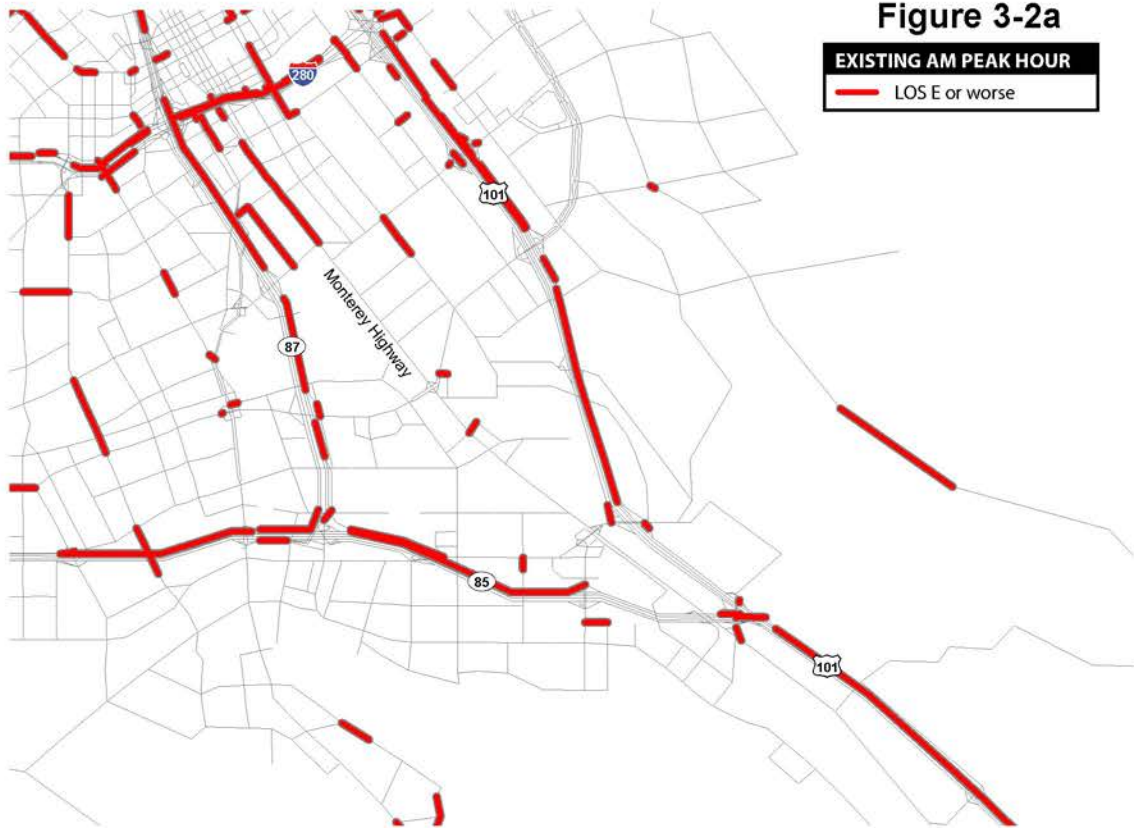 Figure 3-2a
EXISTING AM PEAK HOUR
LOS E or worse
280
101
Monterey Highway
87
85
101